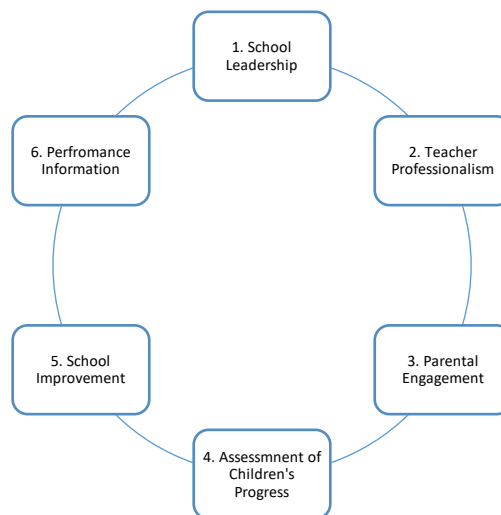 1. School
Leadership
2. Teacher
Professionalism
3. Parental
Engagement
4. Assessmnent of
Children's
Progress
5. School
Improvement
6. Perfromance
Information